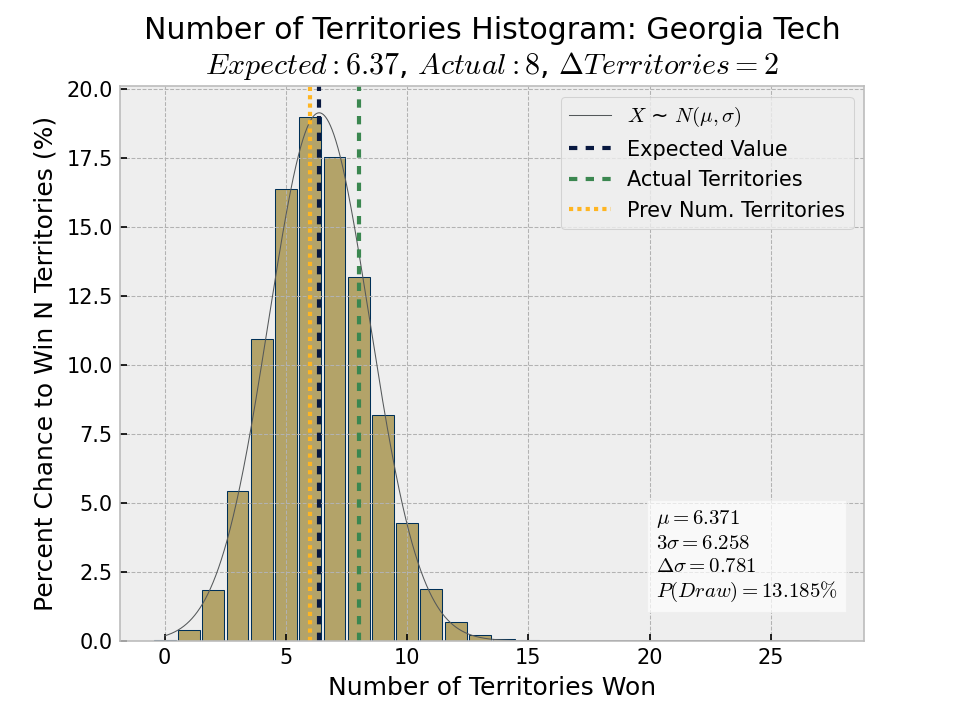 Number of Territories Histogram: Georgia Tech
Expected : 6.37, Actual : 8, ΔTerritories = 2
Percent Chance to Win N Territories (%)
20.0
17.5
15.0
12.5
10.0
7.5
5.0
2.5
0.0
X ∼ N(μ, σ)
Expected Value
Actual Territories
Prev Num. Territories
μ = 6.371
3σ = 6.258
Δσ = 0.781
P(Draw) = 13.185%
0 5 10 15 20 25
Number of Territories Won